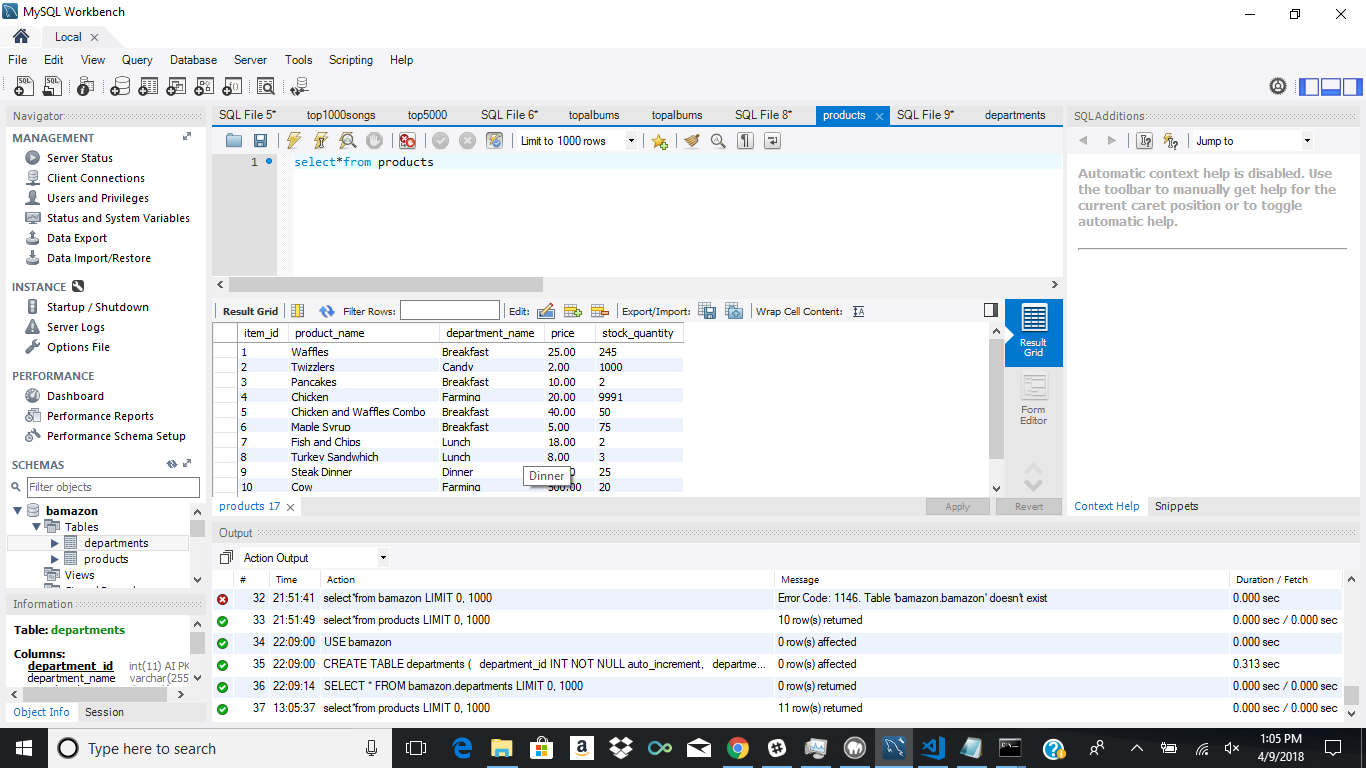 MySQL Workbench
Local
File Edit View Query Database Server Tools Scripting Help
Navigator
MANAGEMENT
Server Status
Client Connections
Users and Privileges
Status and System Variables
Data Export
Data Import/Restore
INSTANCE
Startup / Shutdown
Server Logs
Options File
PERFORMANCE
Dashboard
Performance Reports
Performance Schema Setup
SCHEMAS
Filter objects
bamazon
Tables
departments
products
Views
Information
Table: departments
Columns:
department_id int(11) AI PK
department_name varchar(255
Object Info Session
SQL File 5* top1000songs top5000 SQL File 6* topalbums topalbums SQL File 8* products SQL File 9* departments
Limit to 1000 rows
1 select*from products
Result Grid Filter Rows: Edit: Export/Import: Wrap Cell Content:
item_id product_name department_name price stock_quantity
1 Waffles Breakfast 25.00 245
2 Twizzlers Candy 2.00 1000
3 Pancakes Breakfast 10.00 2
4 Chicken Farming 20.00 9991
5 Chicken and Waffles Combo Breakfast 40.00 50
6 Maple Syrup Breakfast 5.00 75
7 Fish and Chips Lunch 18.00 2
8 Turkey Sandwhich Lunch 8.00 3
9 Steak Dinner Dinner 25
Dinner
10 Cow Farming 500.00 20
Result Grid
Form Editor
products 17
Apply Revert
SQLAdditions
Jump to
Automatic context help is disabled. Use
the toolbar to manually get help for the
current caret position or to toggle
automatic help.
Context Help Snippets
Output
Action Output
# Time Action Message Duration / Fetch
32 21:51:41 select*from bamazon LIMIT 0, 1000 Error Code: 1146. Table 'bamazon.bamazon' doesn't exist 0.000 sec
33 21:51:49 select*from products LIMIT 0, 1000 10 row(s) returned 0.000 sec / 0.000 sec
34 22:09:00 USE bamazon 0 row(s) affected 0.000 sec
35 22:09:00 CREATE TABLE departments ( department_id INT NOT NULL auto_increment, departme... 0 row(s) affected 0.313 sec
36 22:09:14 SELECT * FROM bamazon.departments LIMIT 0, 1000 0 row(s) returned 0.000 sec / 0.000 sec
37 13:05:37 select*from products LIMIT 0, 1000 11 row(s) returned 0.000 sec / 0.000 sec
Type here to search
1:05 PM
4/9/2018